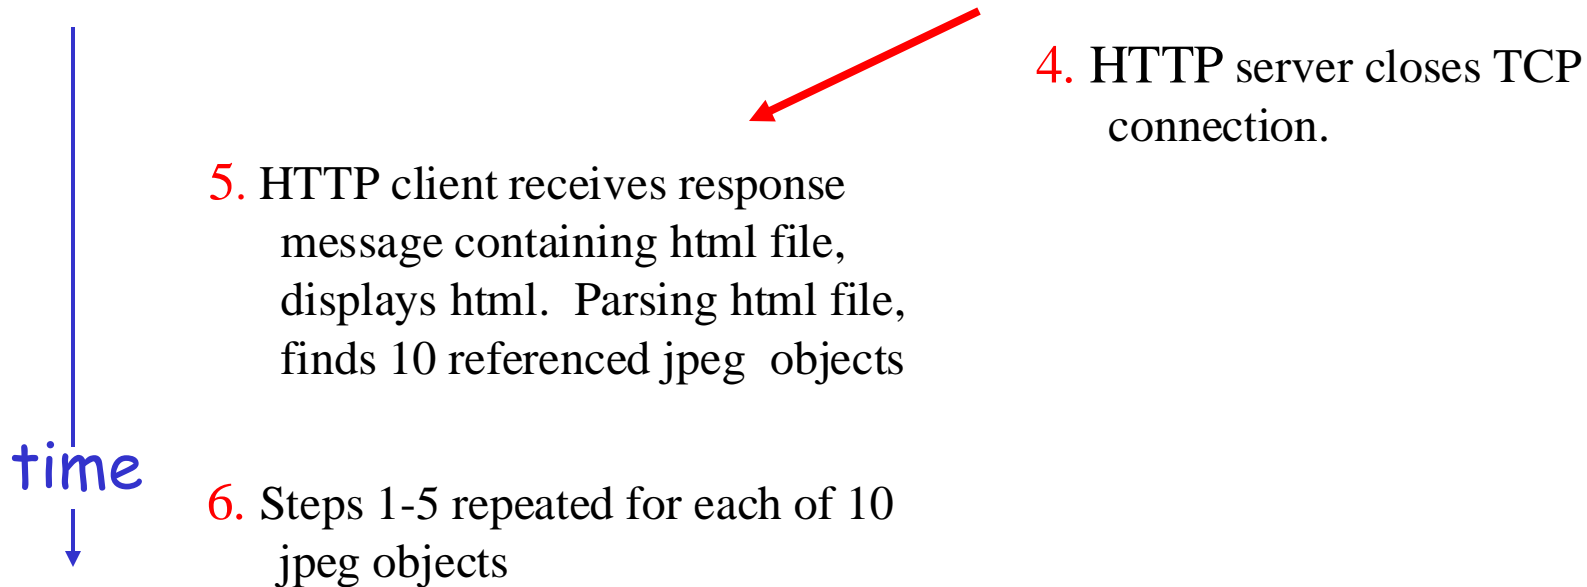 4. HTTP server closes TCP
connection.
5. HTTP client receives response
message containing html file,
displays html.  Parsing html file,
finds 10 referenced jpeg  objects
time
6. Steps 1-5 repeated for each of 10
jpeg objects